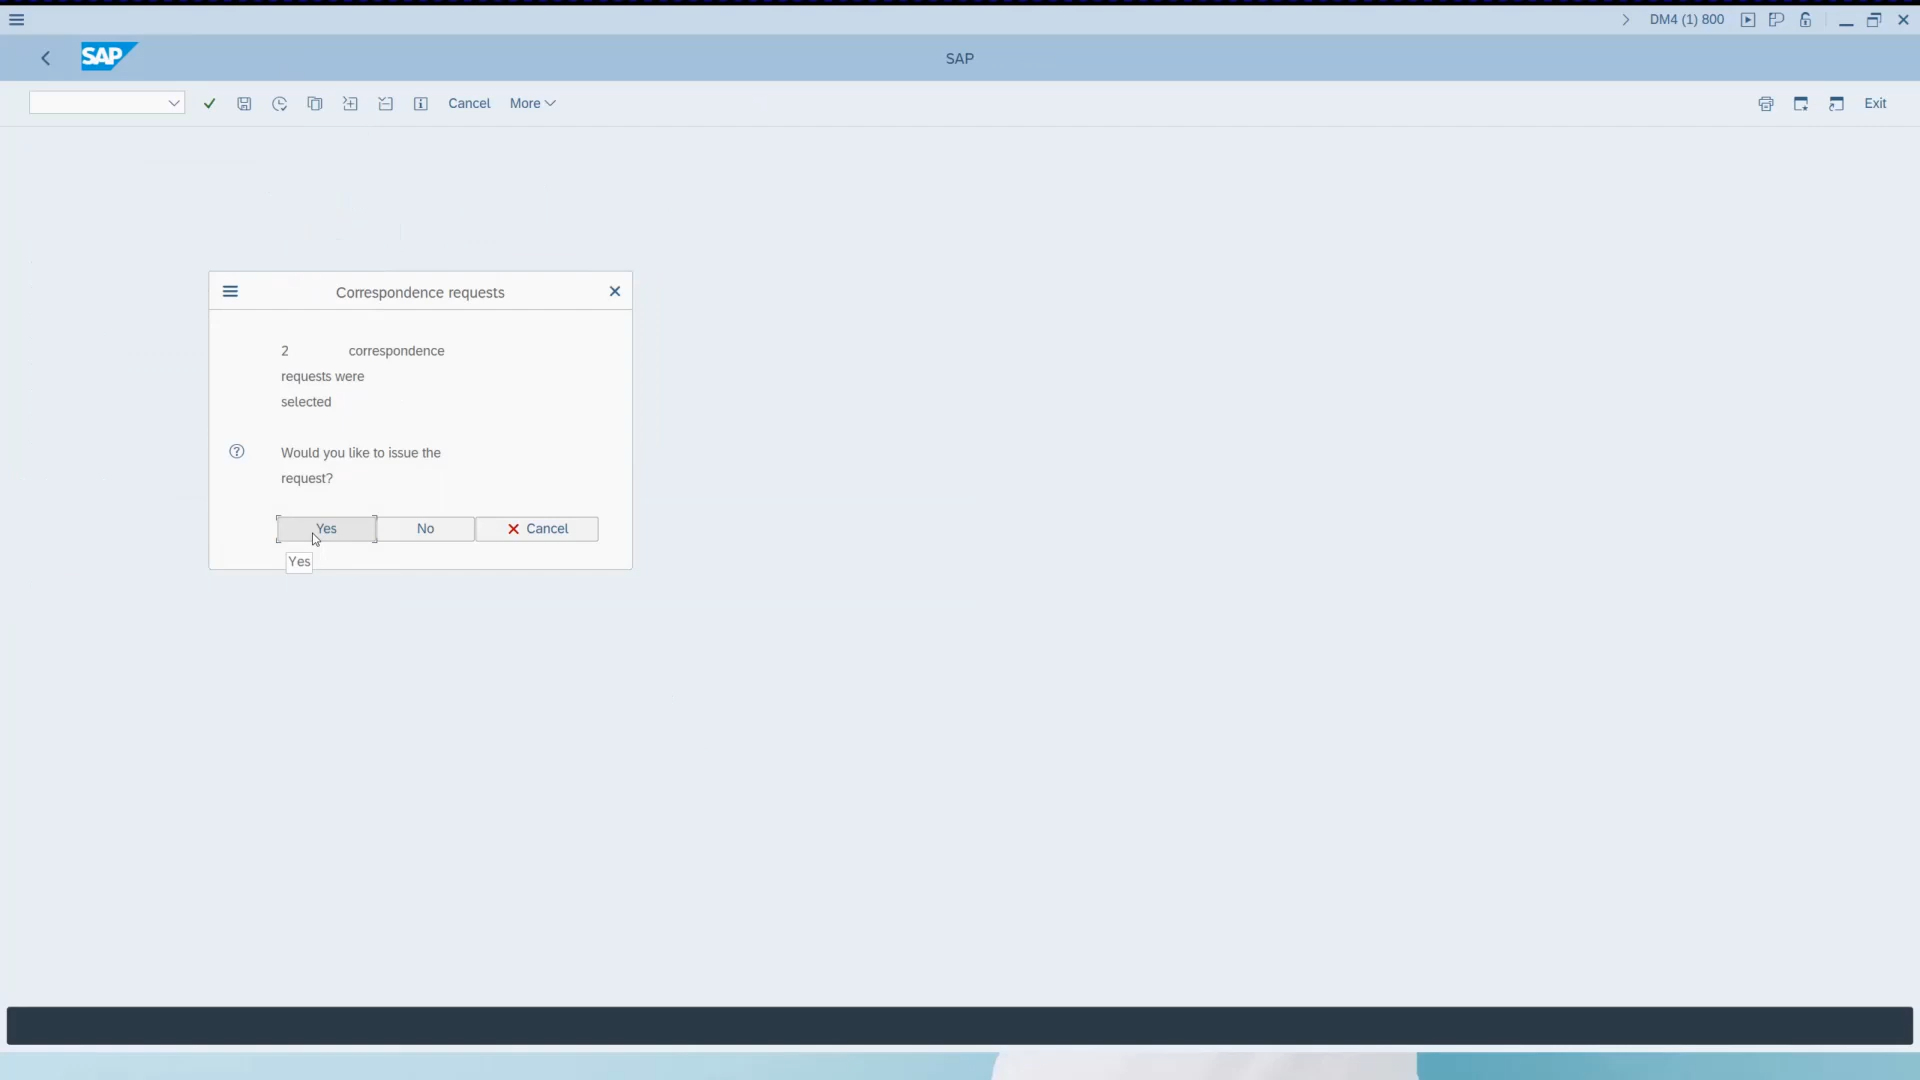 DM4 (1) 800
SAP
SAP
Cancel More
Exit
Correspondence requests
2 correspondence
requests were
selected
Would you like to issue the
request?
Yes No Cancel
Yes